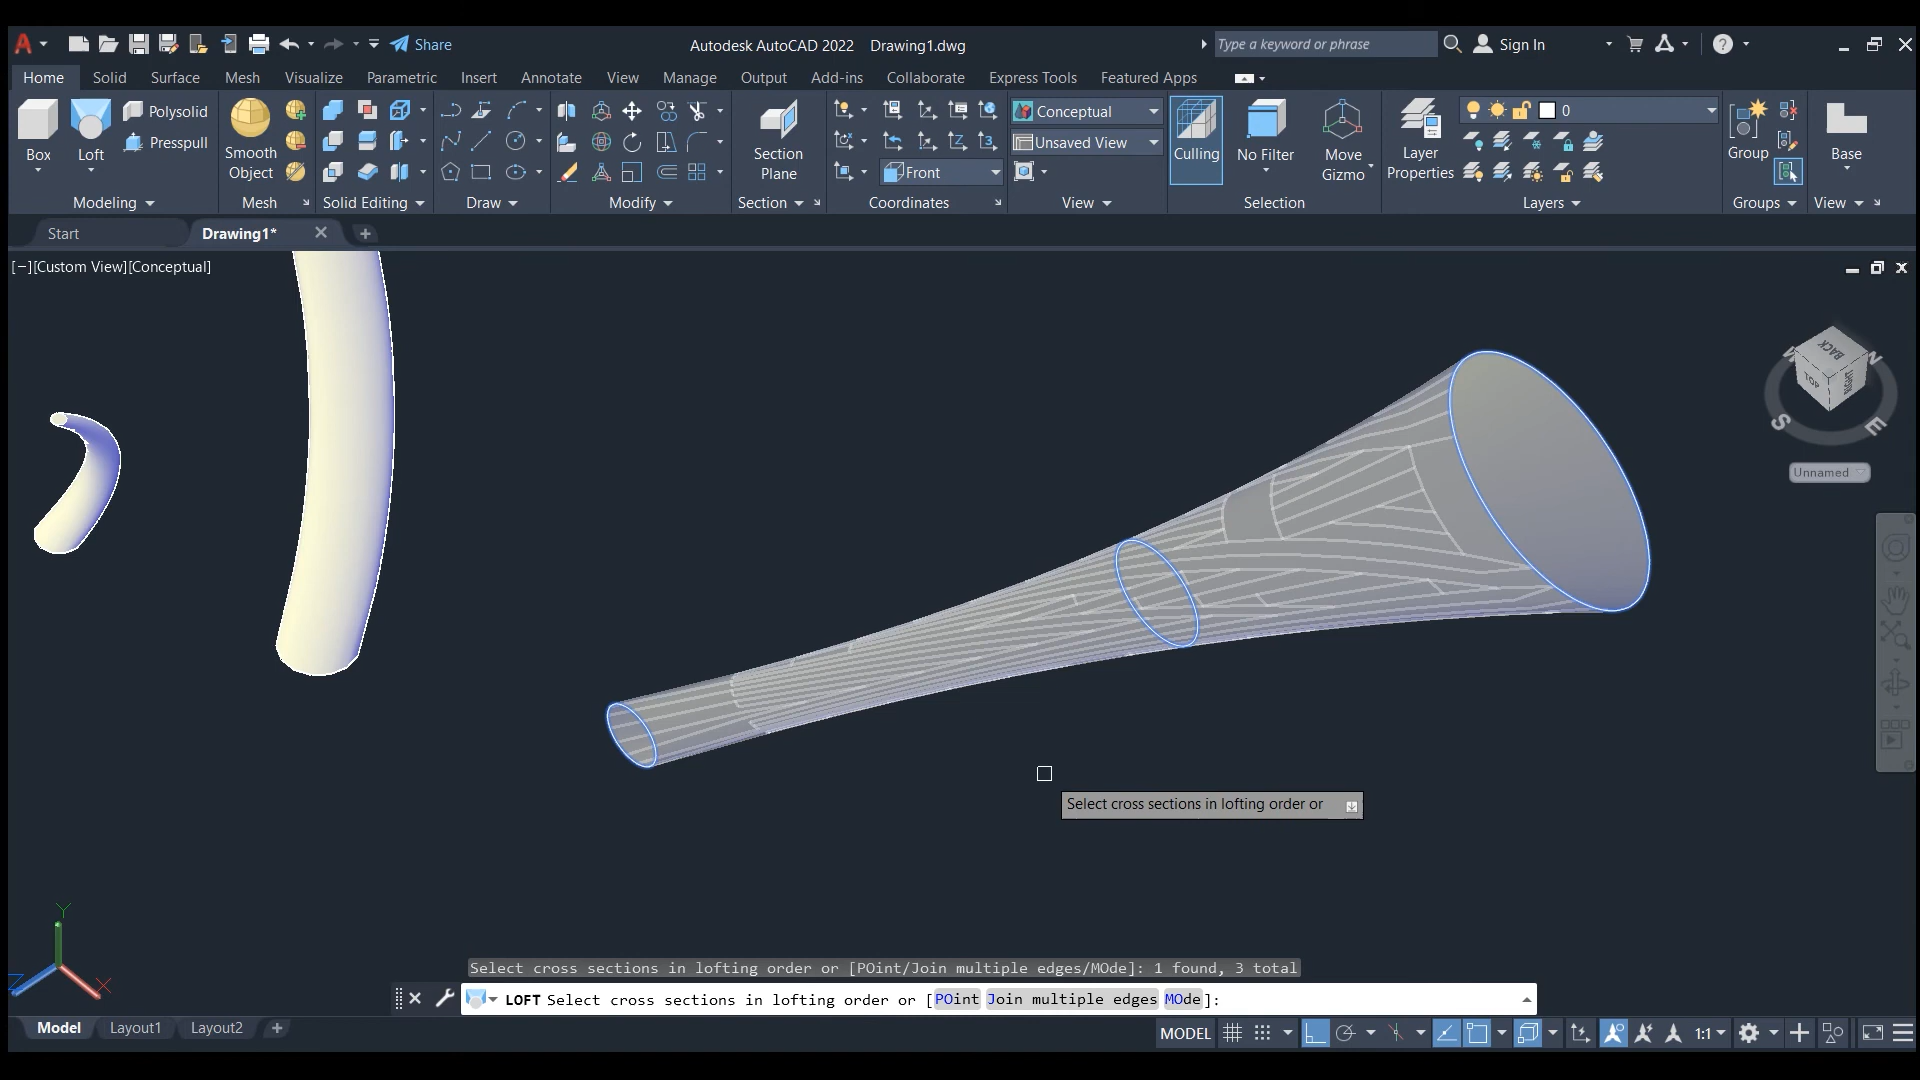 Share
Autodesk AutoCAD 2022 Drawing1.dwg
Type a keyword or phrase
Sign In
Home Solid Surface Mesh Visualize Parametric Insert Annotate View Manage Output Add-ins Collaborate Express Tools Featured Apps
Box
Loft
Polysolid
Presspull
Smooth Object
Section Plane
Front
Conceptual
Unsaved View
Culling
No Filter
Move Gizmo
Layer Properties
0
Group
Base
Modeling Mesh Solid Editing Draw Modify Section Coordinates View Selection Layers Groups View
Start Drawing1*
[−][Custom View][Conceptual]
BACK
TOP
RIGHT
W
N
S
E
Unnamed
Select cross sections in lofting order or
Y
X
Z
Select cross sections in lofting order or [POint/Join multiple edges/MOde]: 1 found, 3 total
LOFT Select cross sections in lofting order or [POint Join multiple edges MOde]:
Model Layout1 Layout2
MODEL
1:1